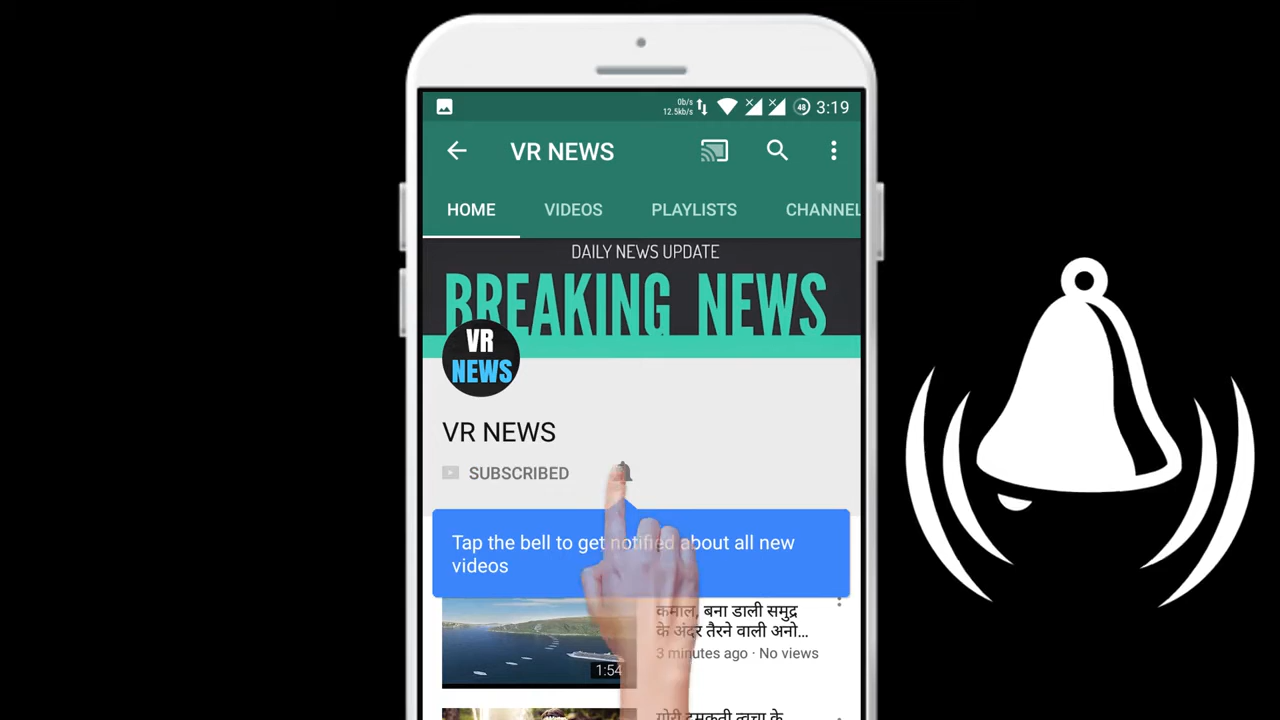 0b/s
12.5kb/s
48 3:19
VR NEWS
HOME VIDEOS PLAYLISTS CHANNEL
DAILY NEWS UPDATE
BREAKING NEWS
VR
NEWS
VR NEWS
SUBSCRIBED
Tap the bell to get notified about all new
videos
कमाल, बना डाली समुद्र
के अंदर तैरने वाली अनो...
3 minutes ago · No views
1:54
गोरी दमकती त्वचा के